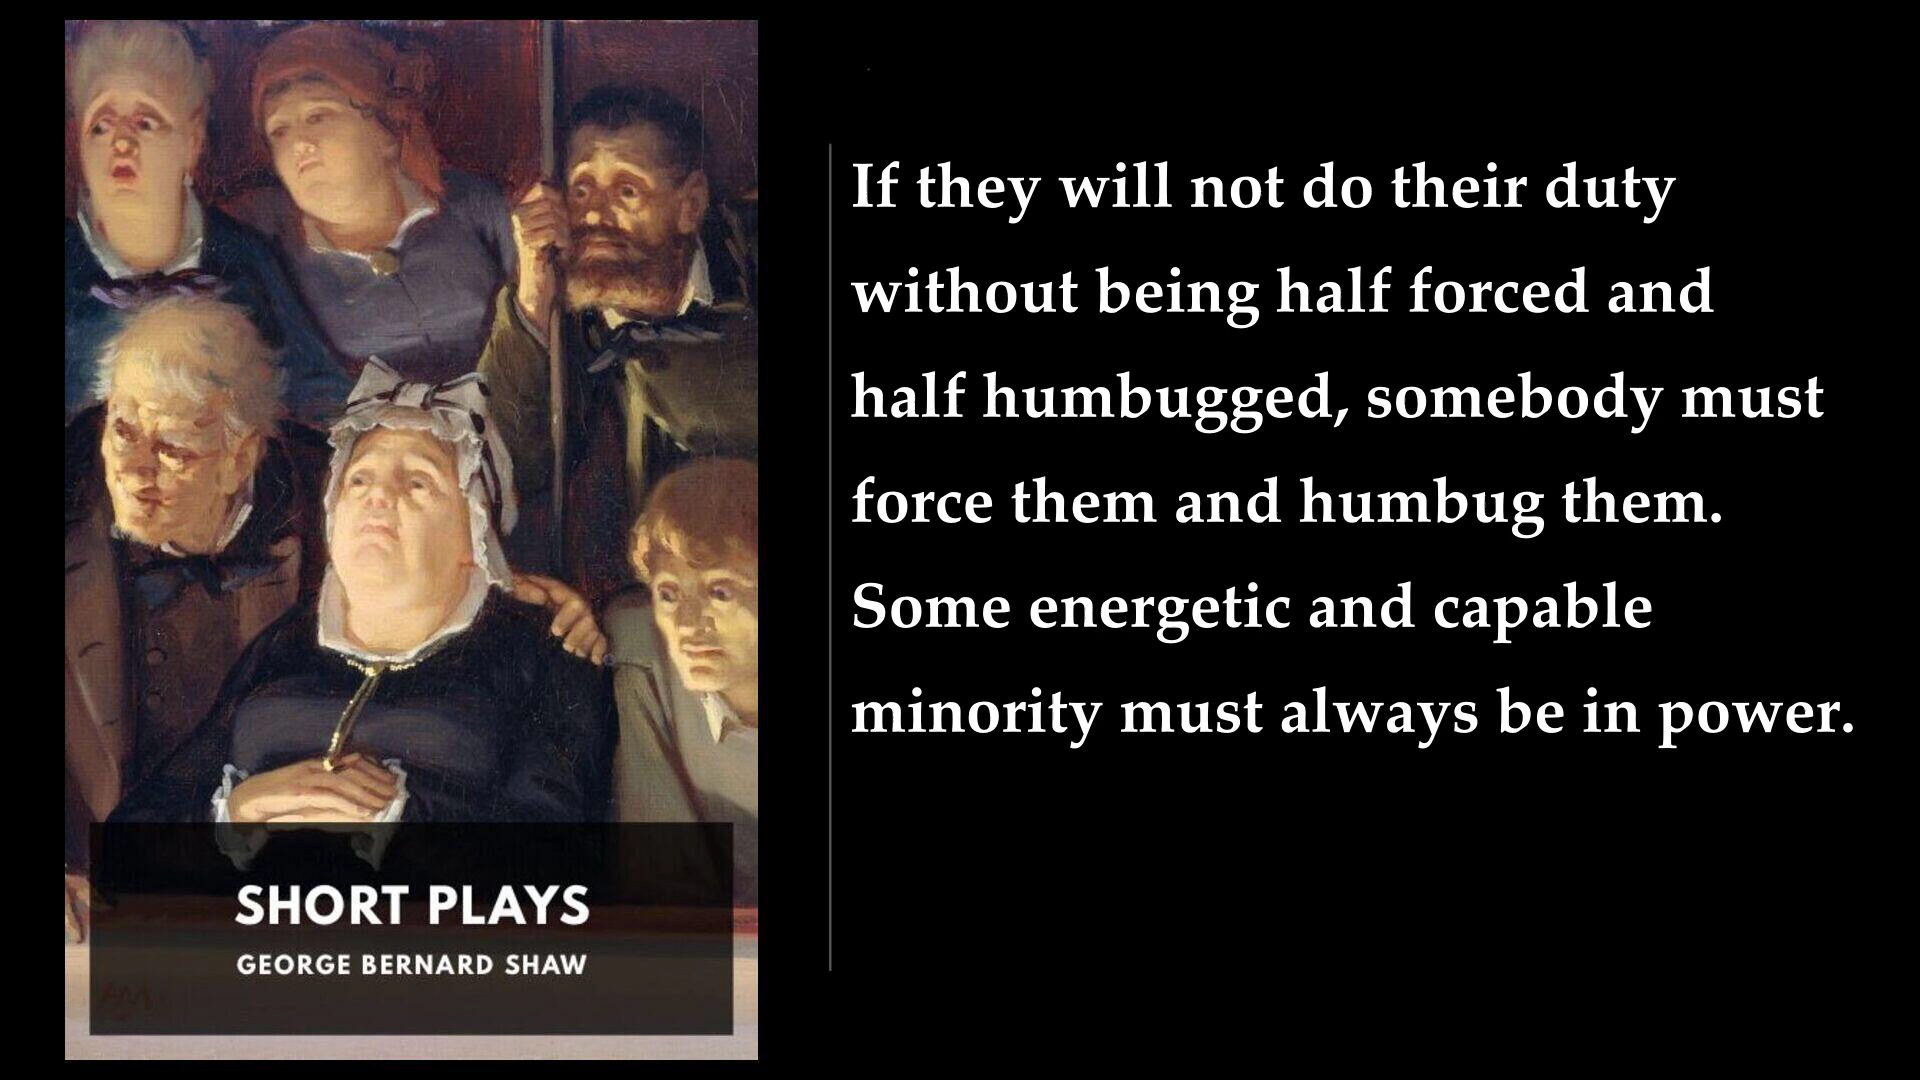 If they will not do their duty
without being half forced and
half humbugged, somebody must
force them and humbug them.
Some energetic and capable
minority must always be in power.
SHORT PLAYS
GEORGE BERNARD SHAW